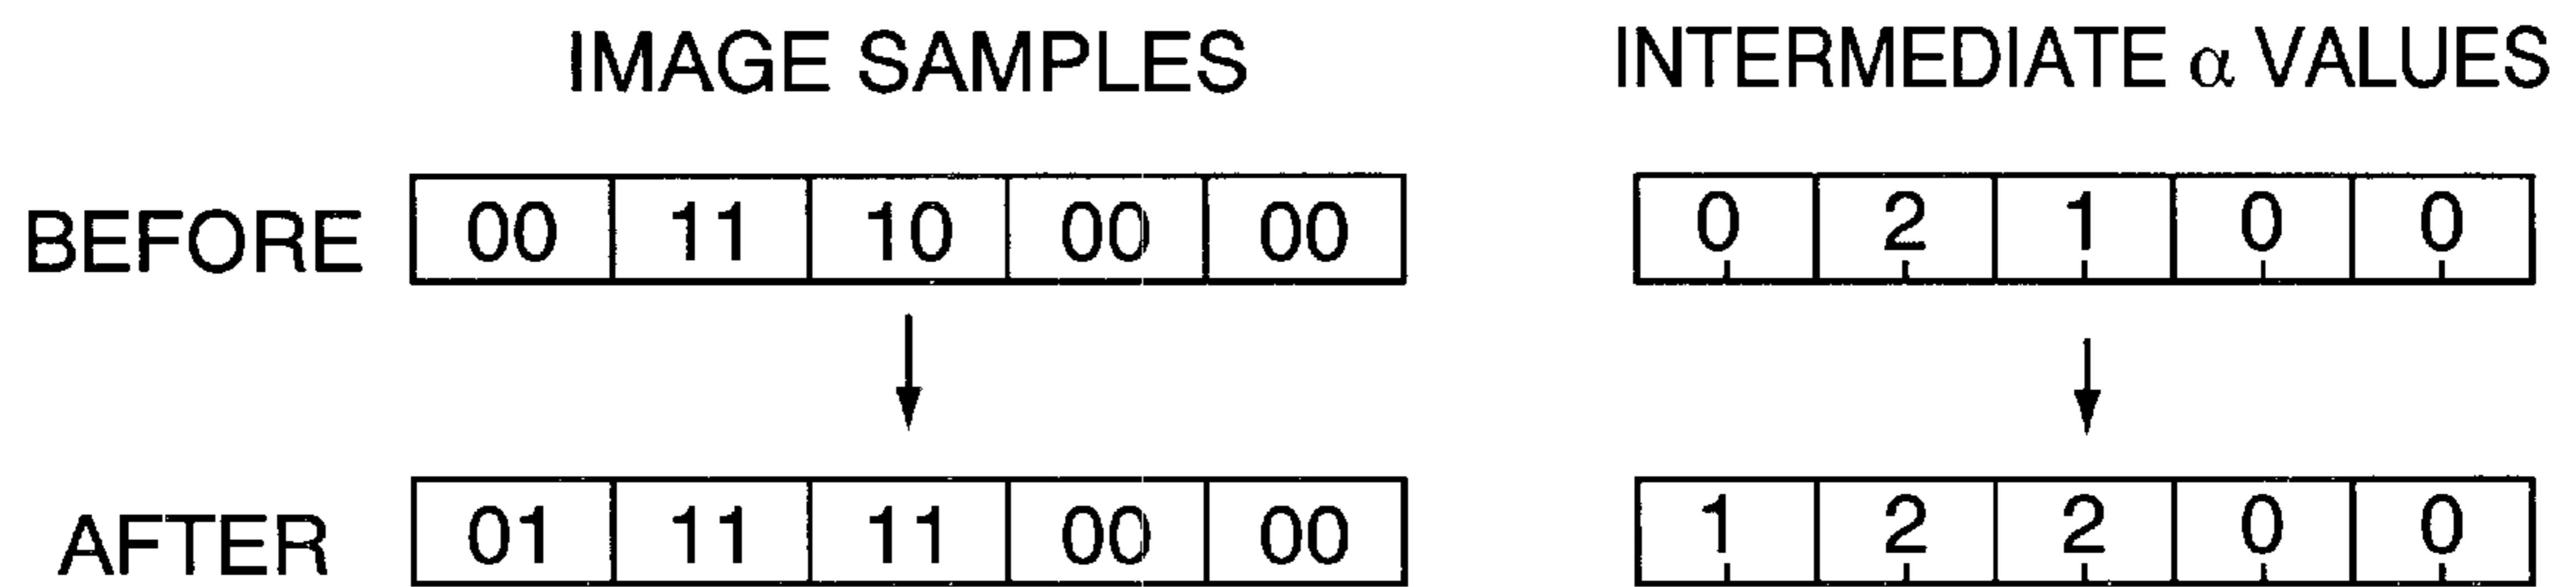 IMAGE SAMPLES INTERMEDIATE α VALUES
BEFORE 00 11 10 00 00 0 2 1 0 0
AFTER 01 11 11 00 00 1 2 2 0 0